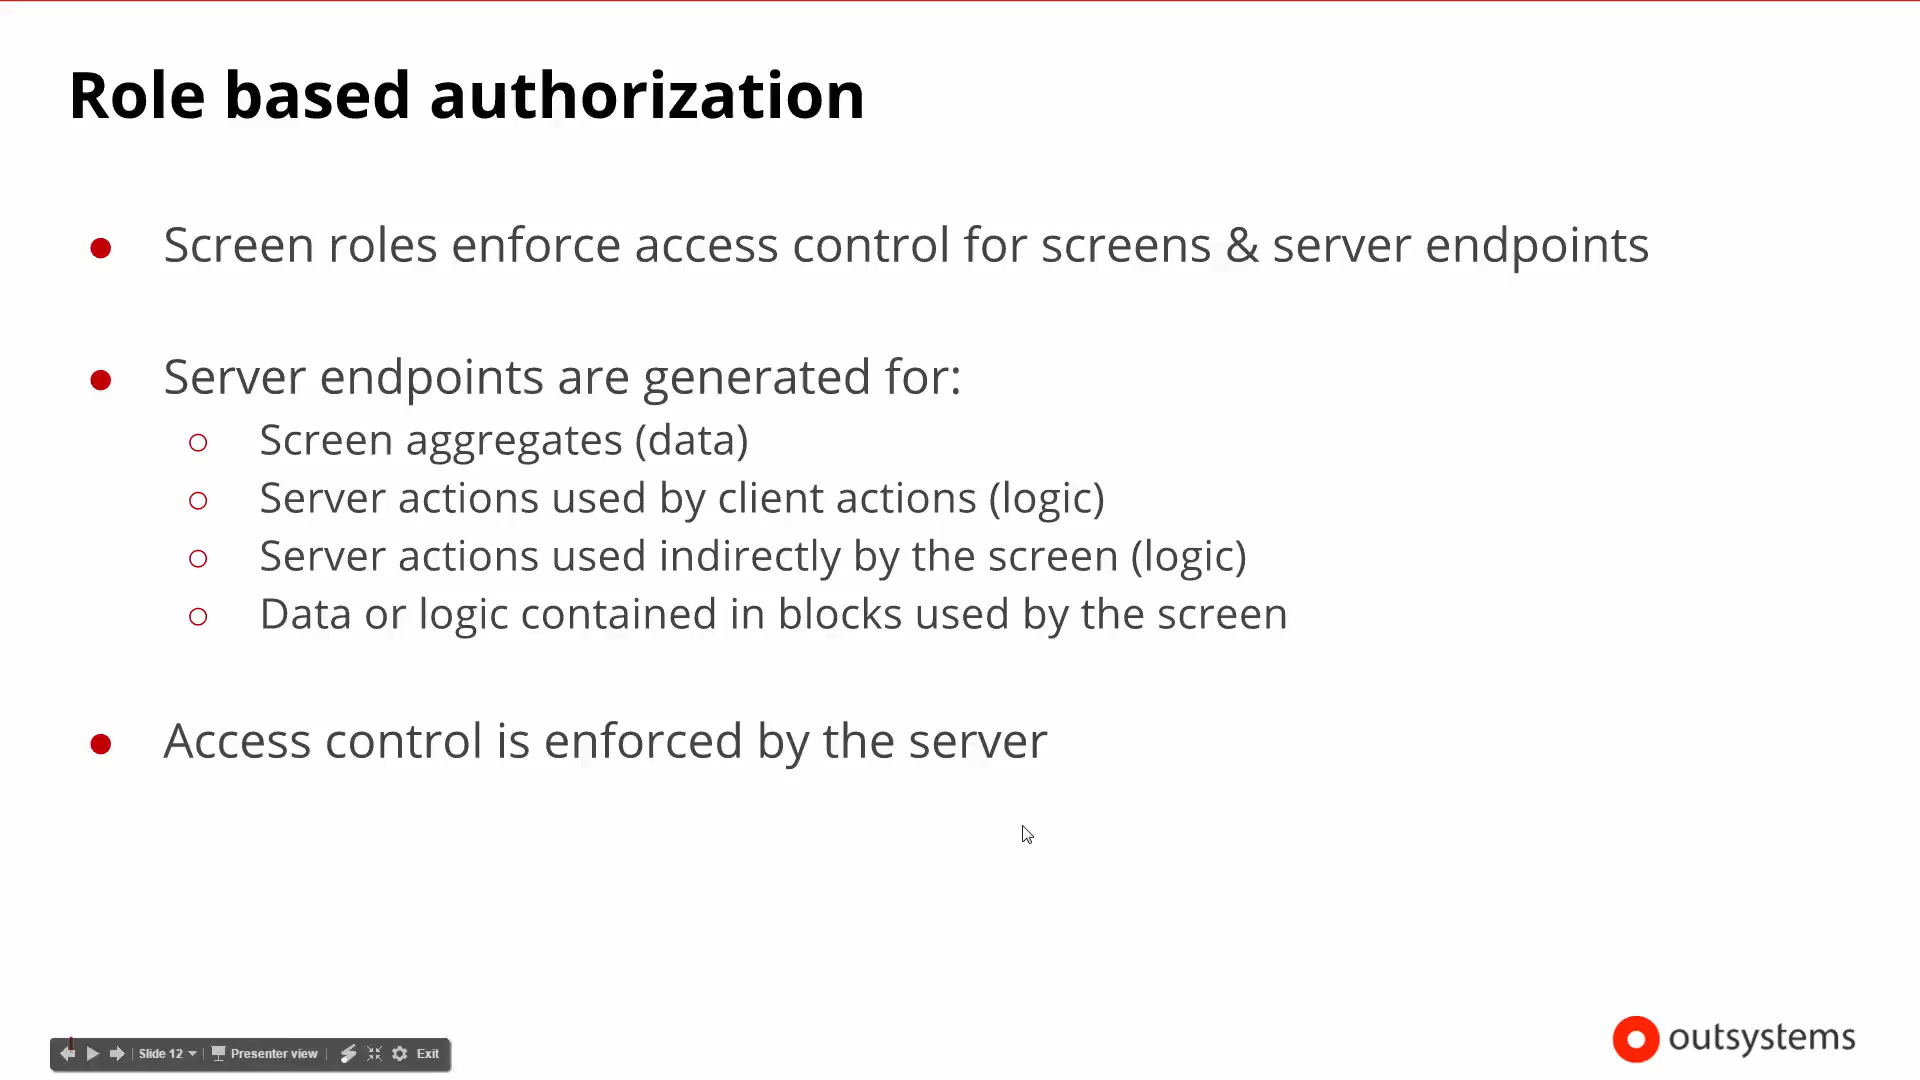 Role based authorization
● Screen roles enforce access control for screens & server endpoints
● Server endpoints are generated for:
○ Screen aggregates (data)
○ Server actions used by client actions (logic)
○ Server actions used indirectly by the screen (logic)
○ Data or logic contained in blocks used by the screen
● Access control is enforced by the server
Slide 12 Presenter view Exit
outsystems